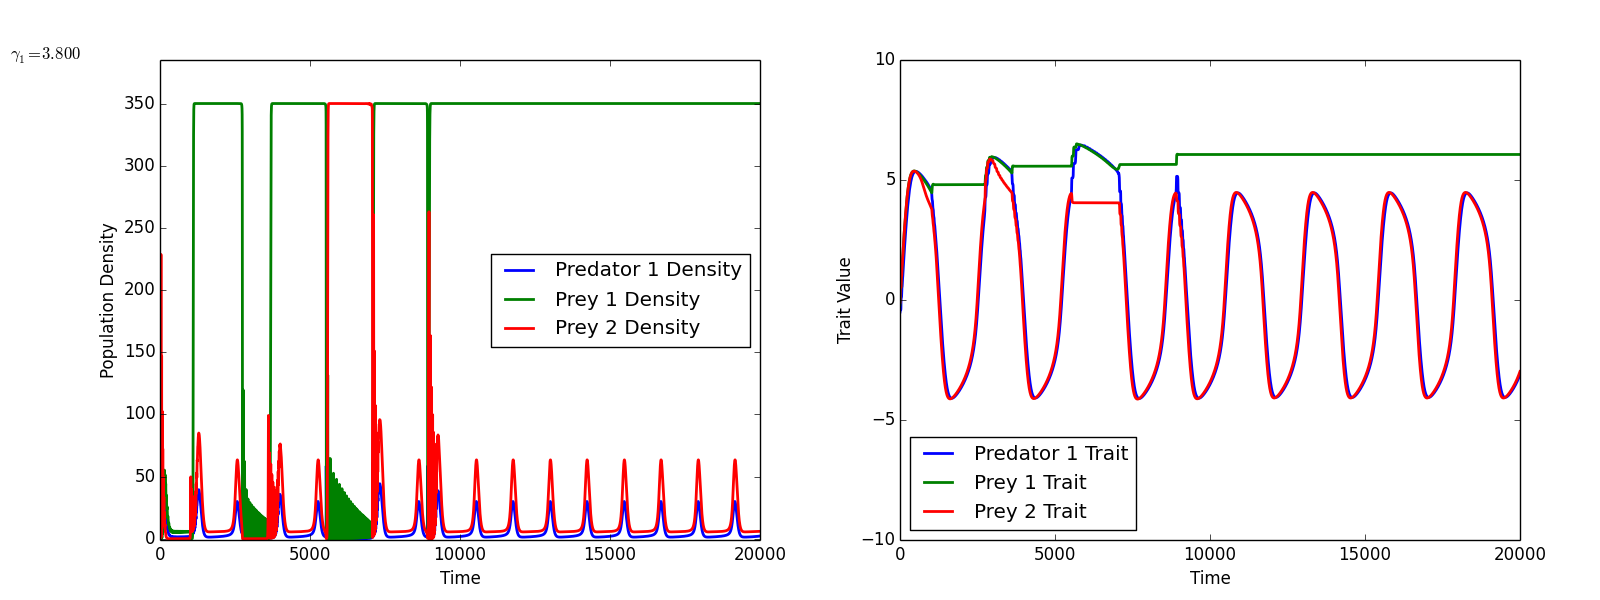 γ₁=3.800
350
300
250
200
150
100
50
0
Population Density
Predator 1 Density
Prey 1 Density
Prey 2 Density
0 5000 10000 15000 20000
Time
10
5
0
−5
−10
Trait Value
Predator 1 Trait
Prey 1 Trait
Prey 2 Trait
0 5000 10000 15000 20000
Time